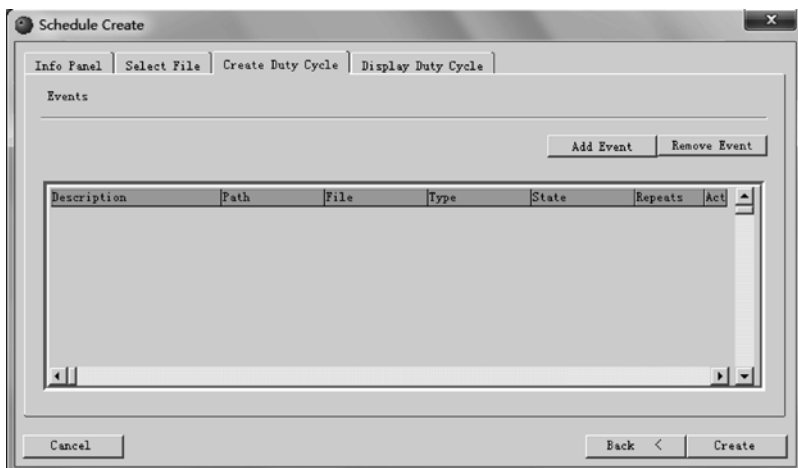 Schedule Create
Info Panel Select File Create Duty Cycle Display Duty Cycle
Events
Add Event Remove Event
Description Path File Type State Repeats Act
Cancel Back < Create